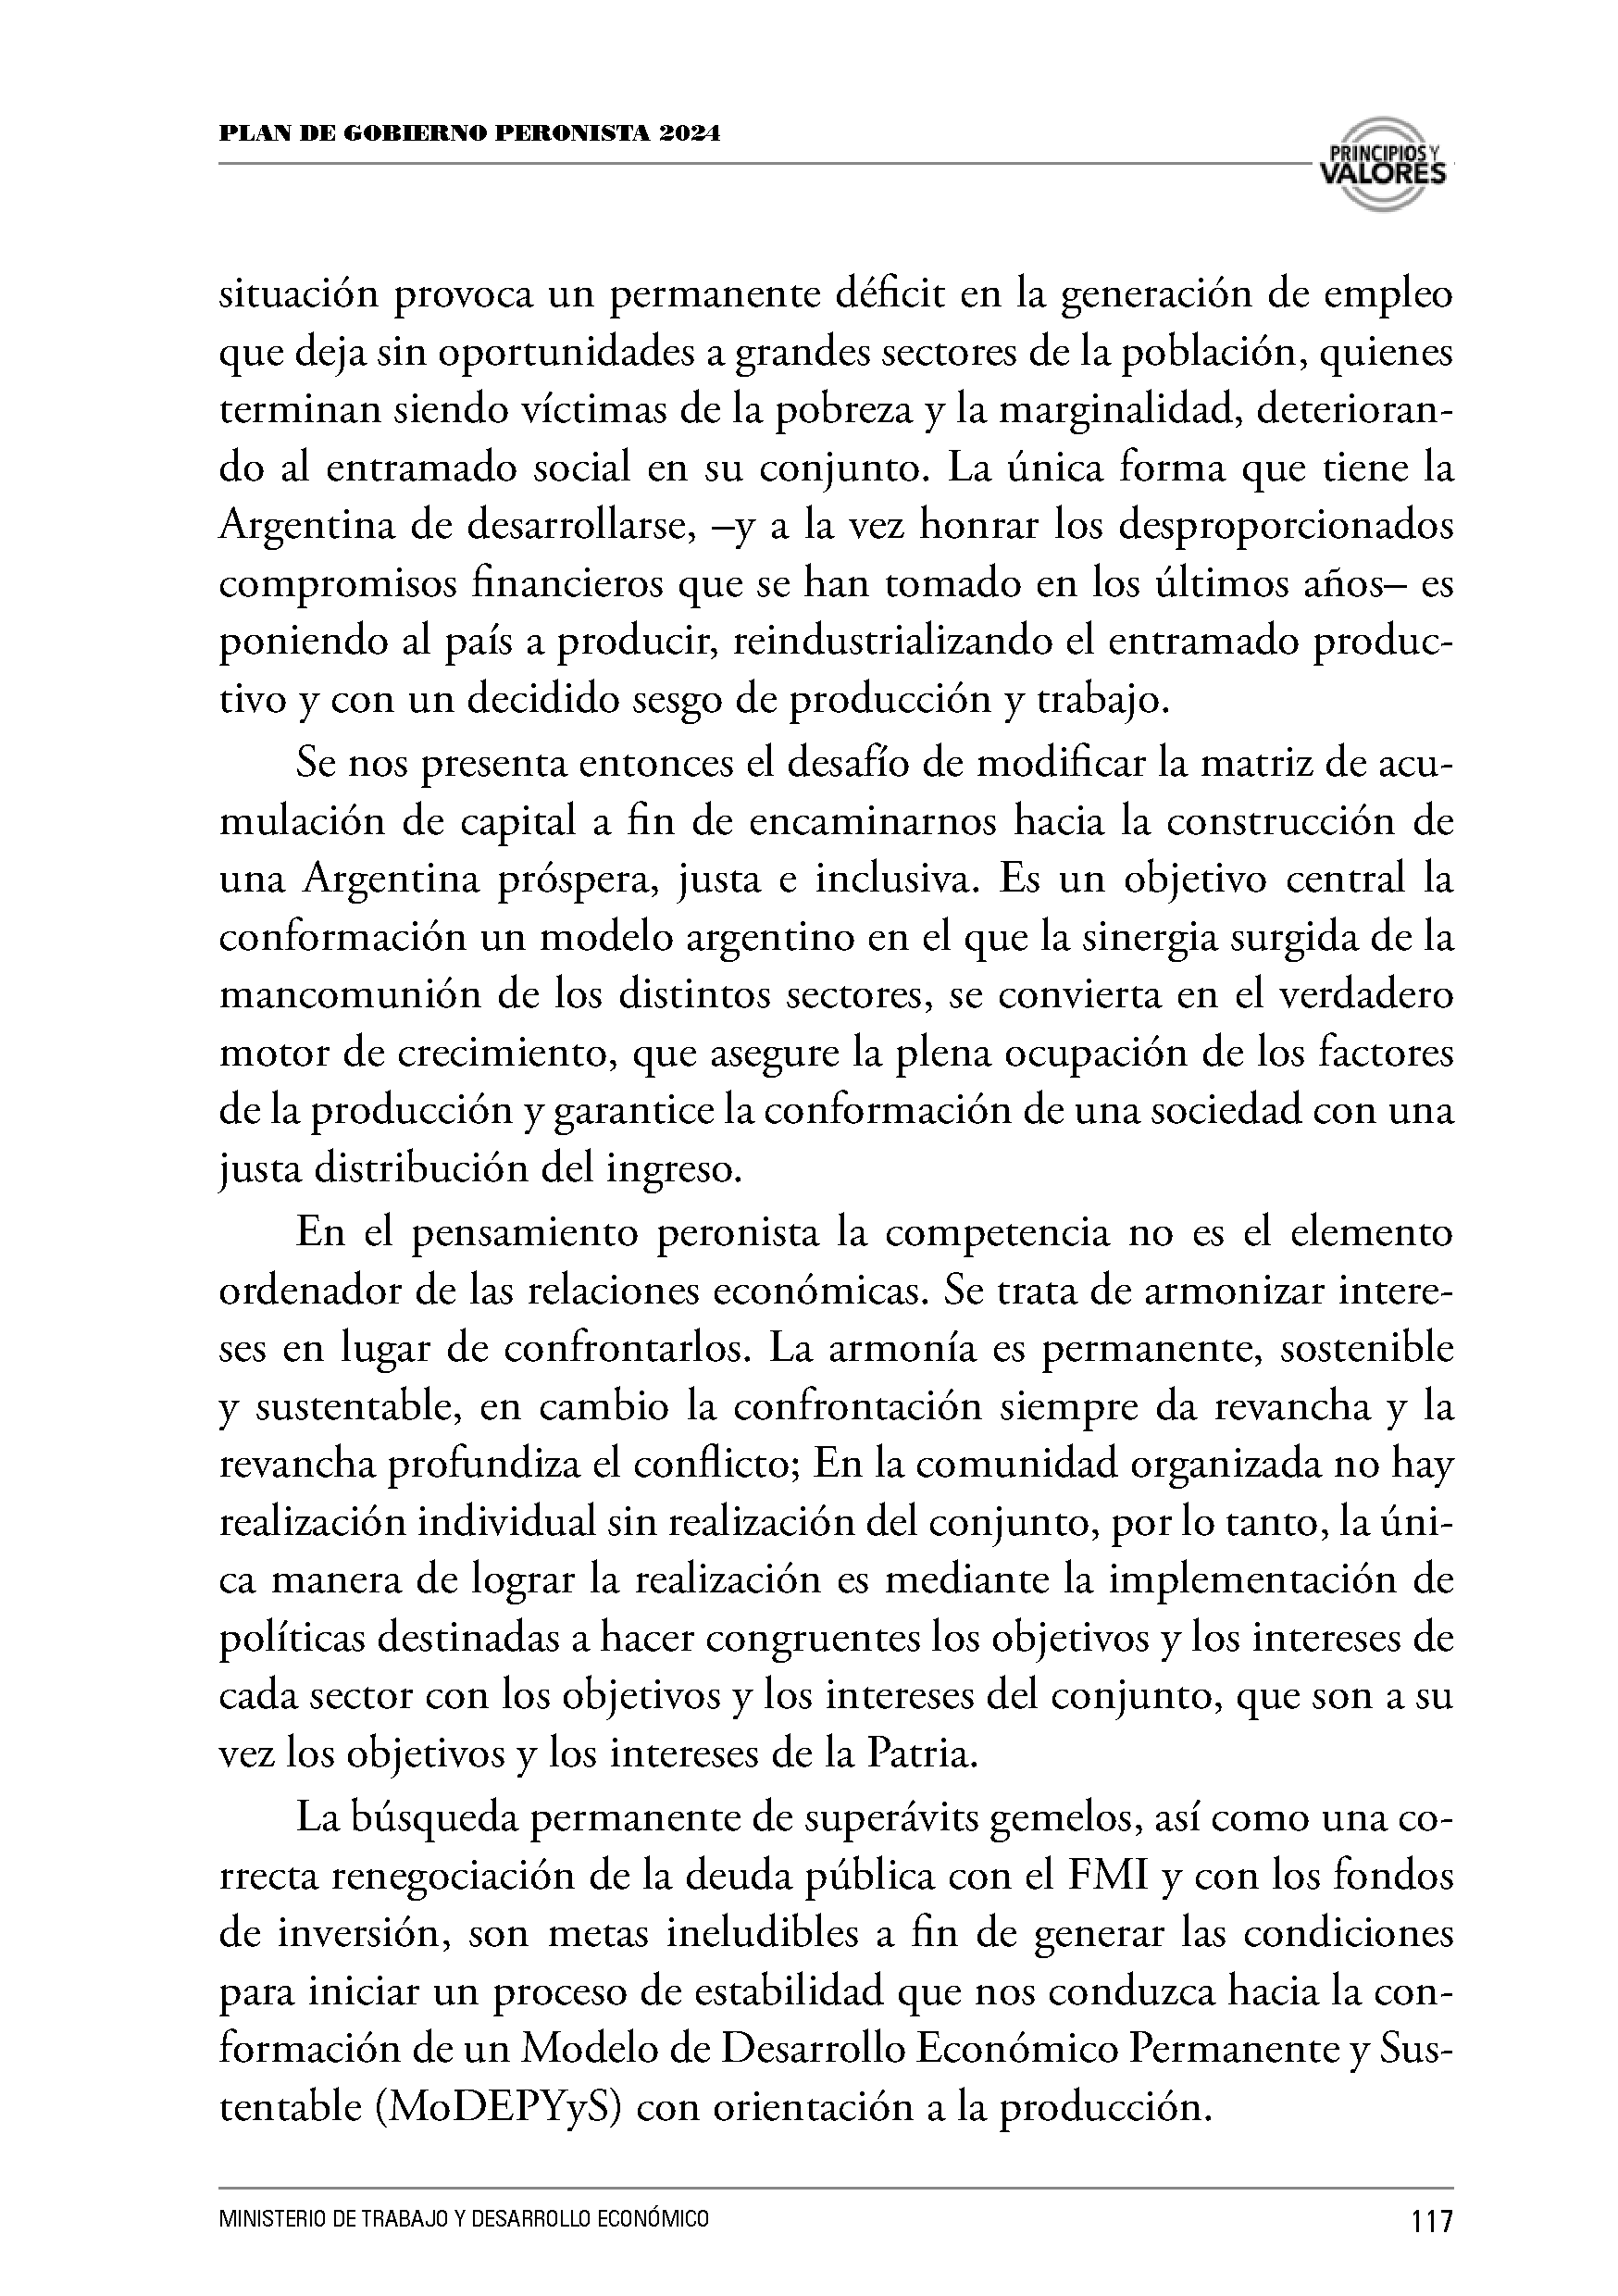 PLAN DE GOBIERNO PERONISTA 2024
PRINCIPIOS Y
VALORES
situación provoca un permanente déficit en la generación de empleo
que deja sin oportunidades a grandes sectores de la población, quienes
terminan siendo víctimas de la pobreza y la marginalidad, deterioran-
do al entramado social en su conjunto. La única forma que tiene la
Argentina de desarrollarse, –y a la vez honrar los desproporcionados
compromisos financieros que se han tomado en los últimos años– es
poniendo al país a producir, reindustrializando el entramado produc-
tivo y con un decidido sesgo de producción y trabajo.
Se nos presenta entonces el desafío de modificar la matriz de acu-
mulación de capital a fin de encaminarnos hacia la construcción de
una Argentina próspera, justa e inclusiva. Es un objetivo central la
conformación un modelo argentino en el que la sinergia surgida de la
mancomunión de los distintos sectores, se convierta en el verdadero
motor de crecimiento, que asegure la plena ocupación de los factores
de la producción y garantice la conformación de una sociedad con una
justa distribución del ingreso.
En el pensamiento peronista la competencia no es el elemento
ordenador de las relaciones económicas. Se trata de armonizar intere-
ses en lugar de confrontarlos. La armonía es permanente, sostenible
y sustentable, en cambio la confrontación siempre da revancha y la
revancha profundiza el conflicto; En la comunidad organizada no hay
realización individual sin realización del conjunto, por lo tanto, la úni-
ca manera de lograr la realización es mediante la implementación de
políticas destinadas a hacer congruentes los objetivos y los intereses de
cada sector con los objetivos y los intereses del conjunto, que son a su
vez los objetivos y los intereses de la Patria.
La búsqueda permanente de superávits gemelos, así como una co-
rrecta renegociación de la deuda pública con el FMI y con los fondos
de inversión, son metas ineludibles a fin de generar las condiciones
para iniciar un proceso de estabilidad que nos conduzca hacia la con-
formación de un Modelo de Desarrollo Económico Permanente y Sus-
tentable (MoDEPYyS) con orientación a la producción.
MINISTERIO DE TRABAJO Y DESARROLLO ECONÓMICO
117